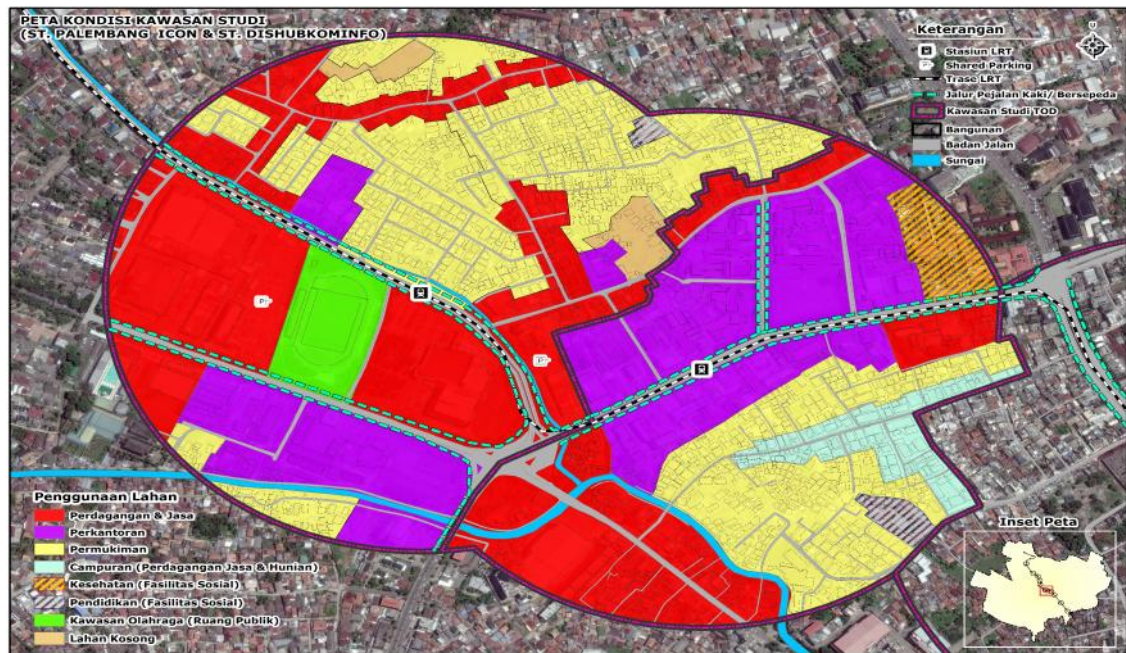 PETA KONDISI KAWASAN STUDI
(ST. PALEMBANG ICON & ST. DISHUBKOMINFO)
Keterangan
U
Stasiun LRT
Shared Parking
Trase LRT
Jalur Pejalan Kaki/ Bersepeda
Kawasan Studi TOD
Bangunan
Badan Jalan
Sungai
Penggunaan Lahan
Perdagangan & Jasa
Perkantoran
Permukiman
Campuran (Perdagangan Jasa & Hunian)
Kesehatan (Fasilitas Sosial)
Pendidikan (Fasilitas Sosial)
Kawasan Olahraga (Ruang Publik)
Lahan Kosong
Inset Peta